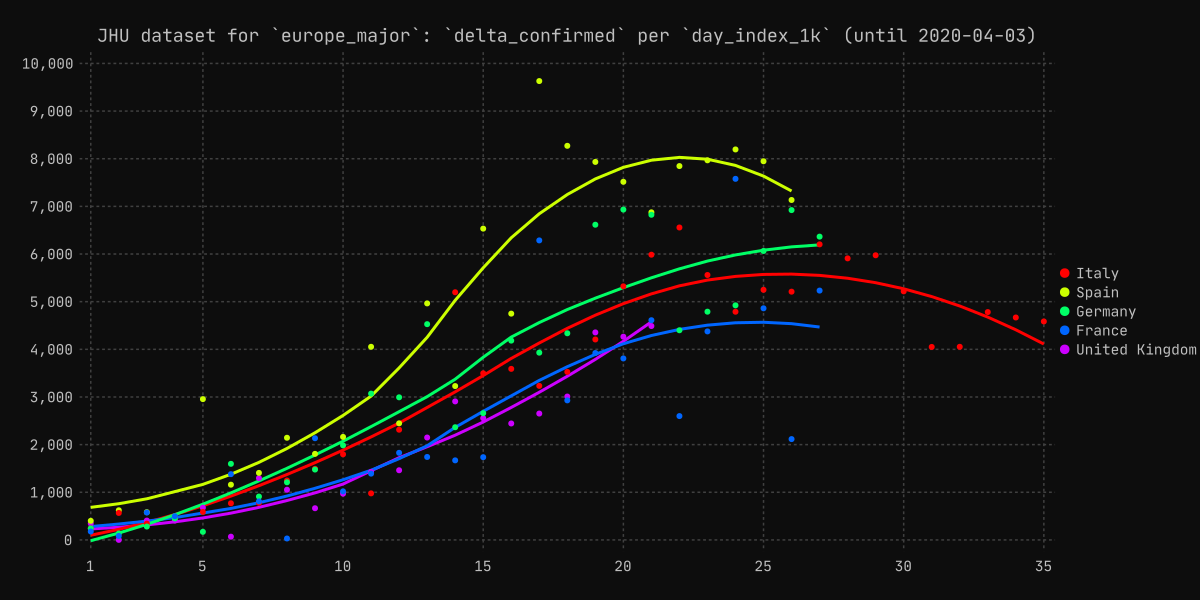 JHU dataset for `europe_major`: `delta_confirmed` per `day_index_1k` (until 2020-04-03)
10,000
9,000
8,000
7,000
6,000
5,000
4,000
3,000
2,000
1,000
0
1 5 10 15 20 25 30 35
Italy
Spain
Germany
France
United Kingdom